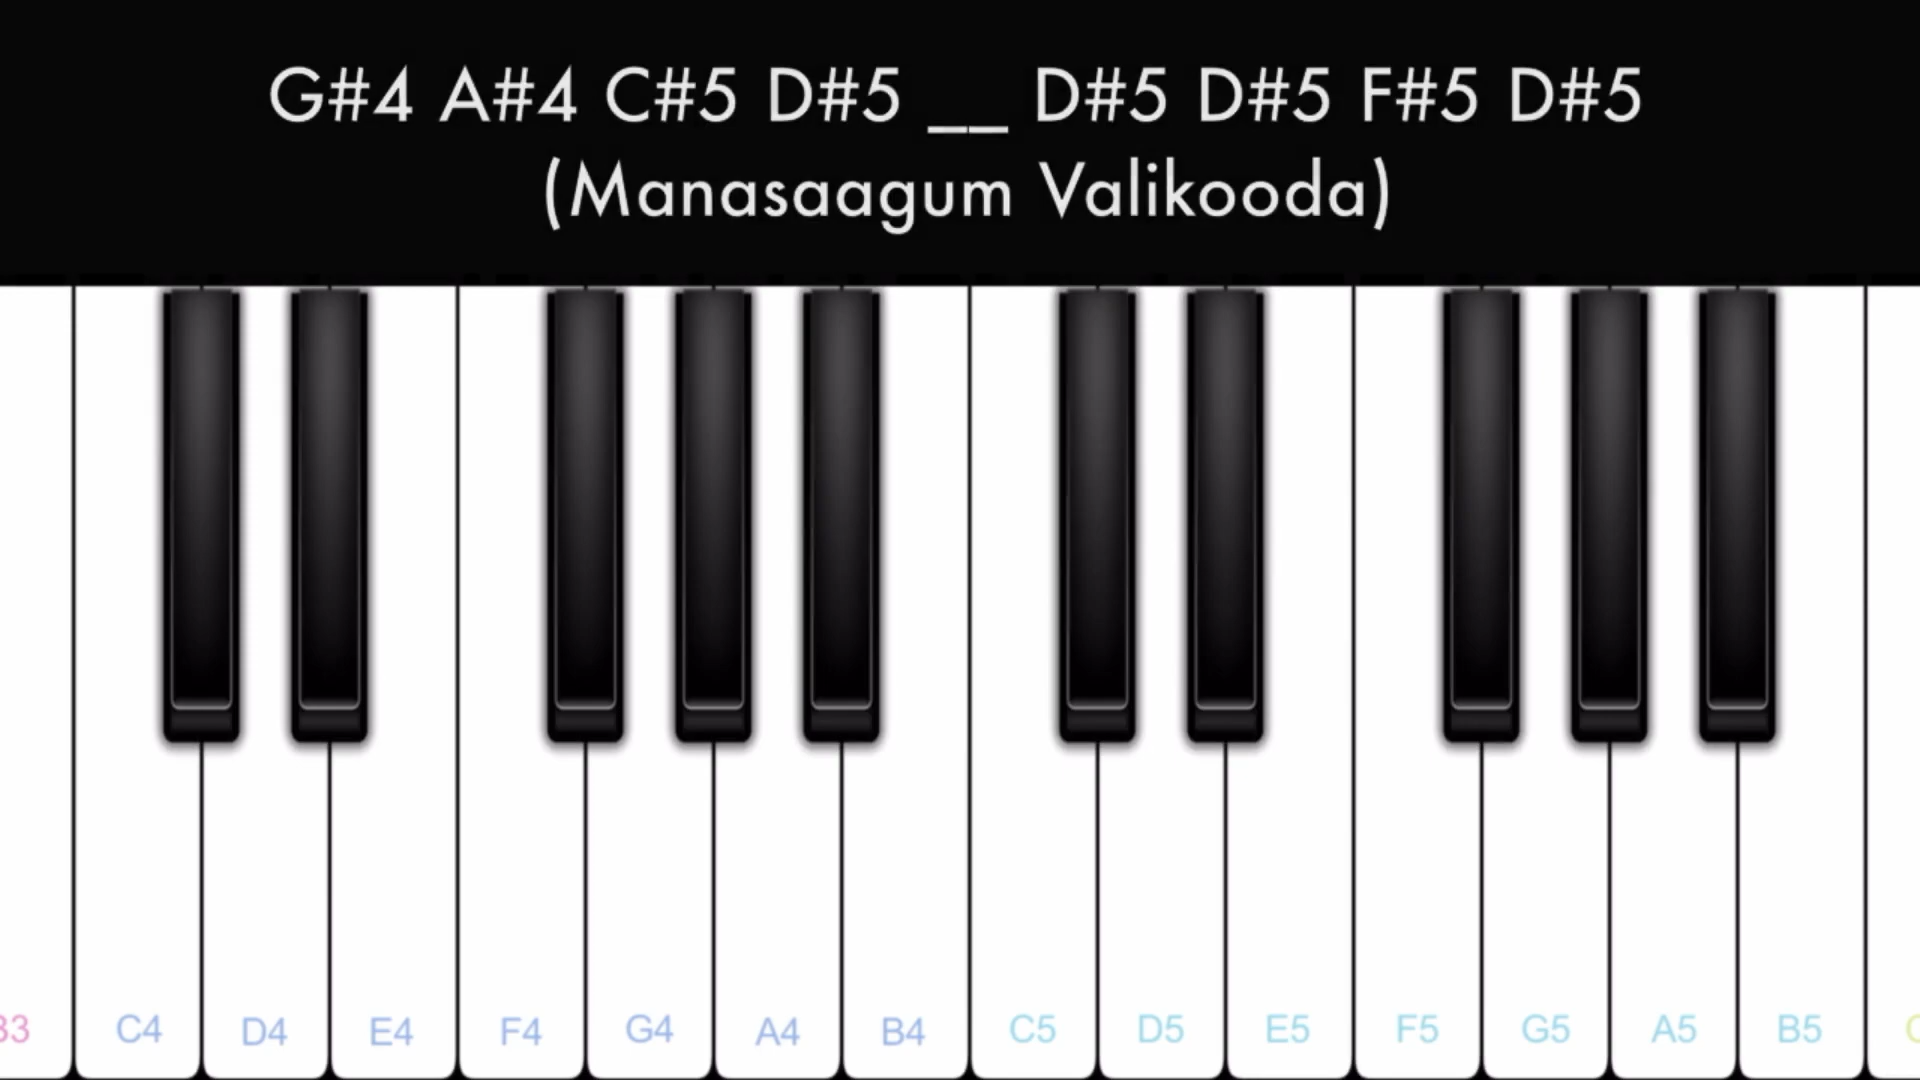 G#4 A#4 C#5 D#5 __ D#5 D#5 F#5 D#5
(Manasaagum Valikooda)
B3 C4 D4 E4 F4 G4 A4 B4 C5 D5 E5 F5 G5 A5 B5